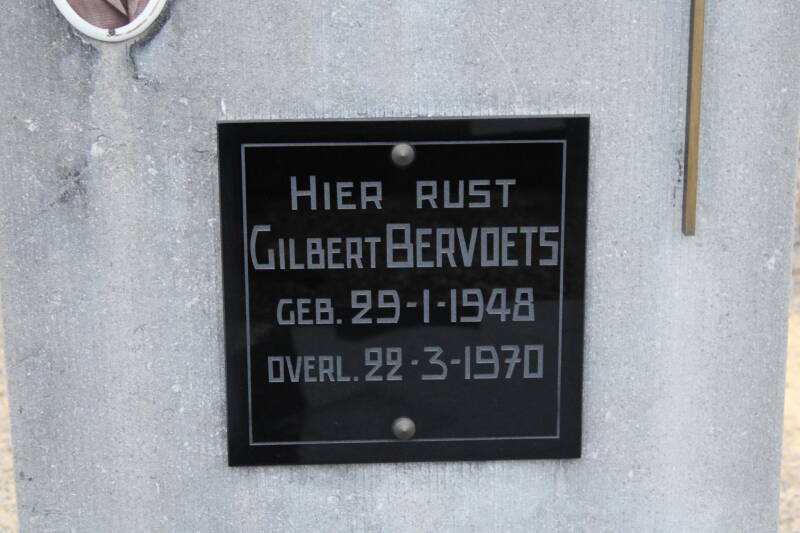 HIER RUST
GILBERT BERVOETS
GEB. 29-1-1948
OVERL. 22-3-1970